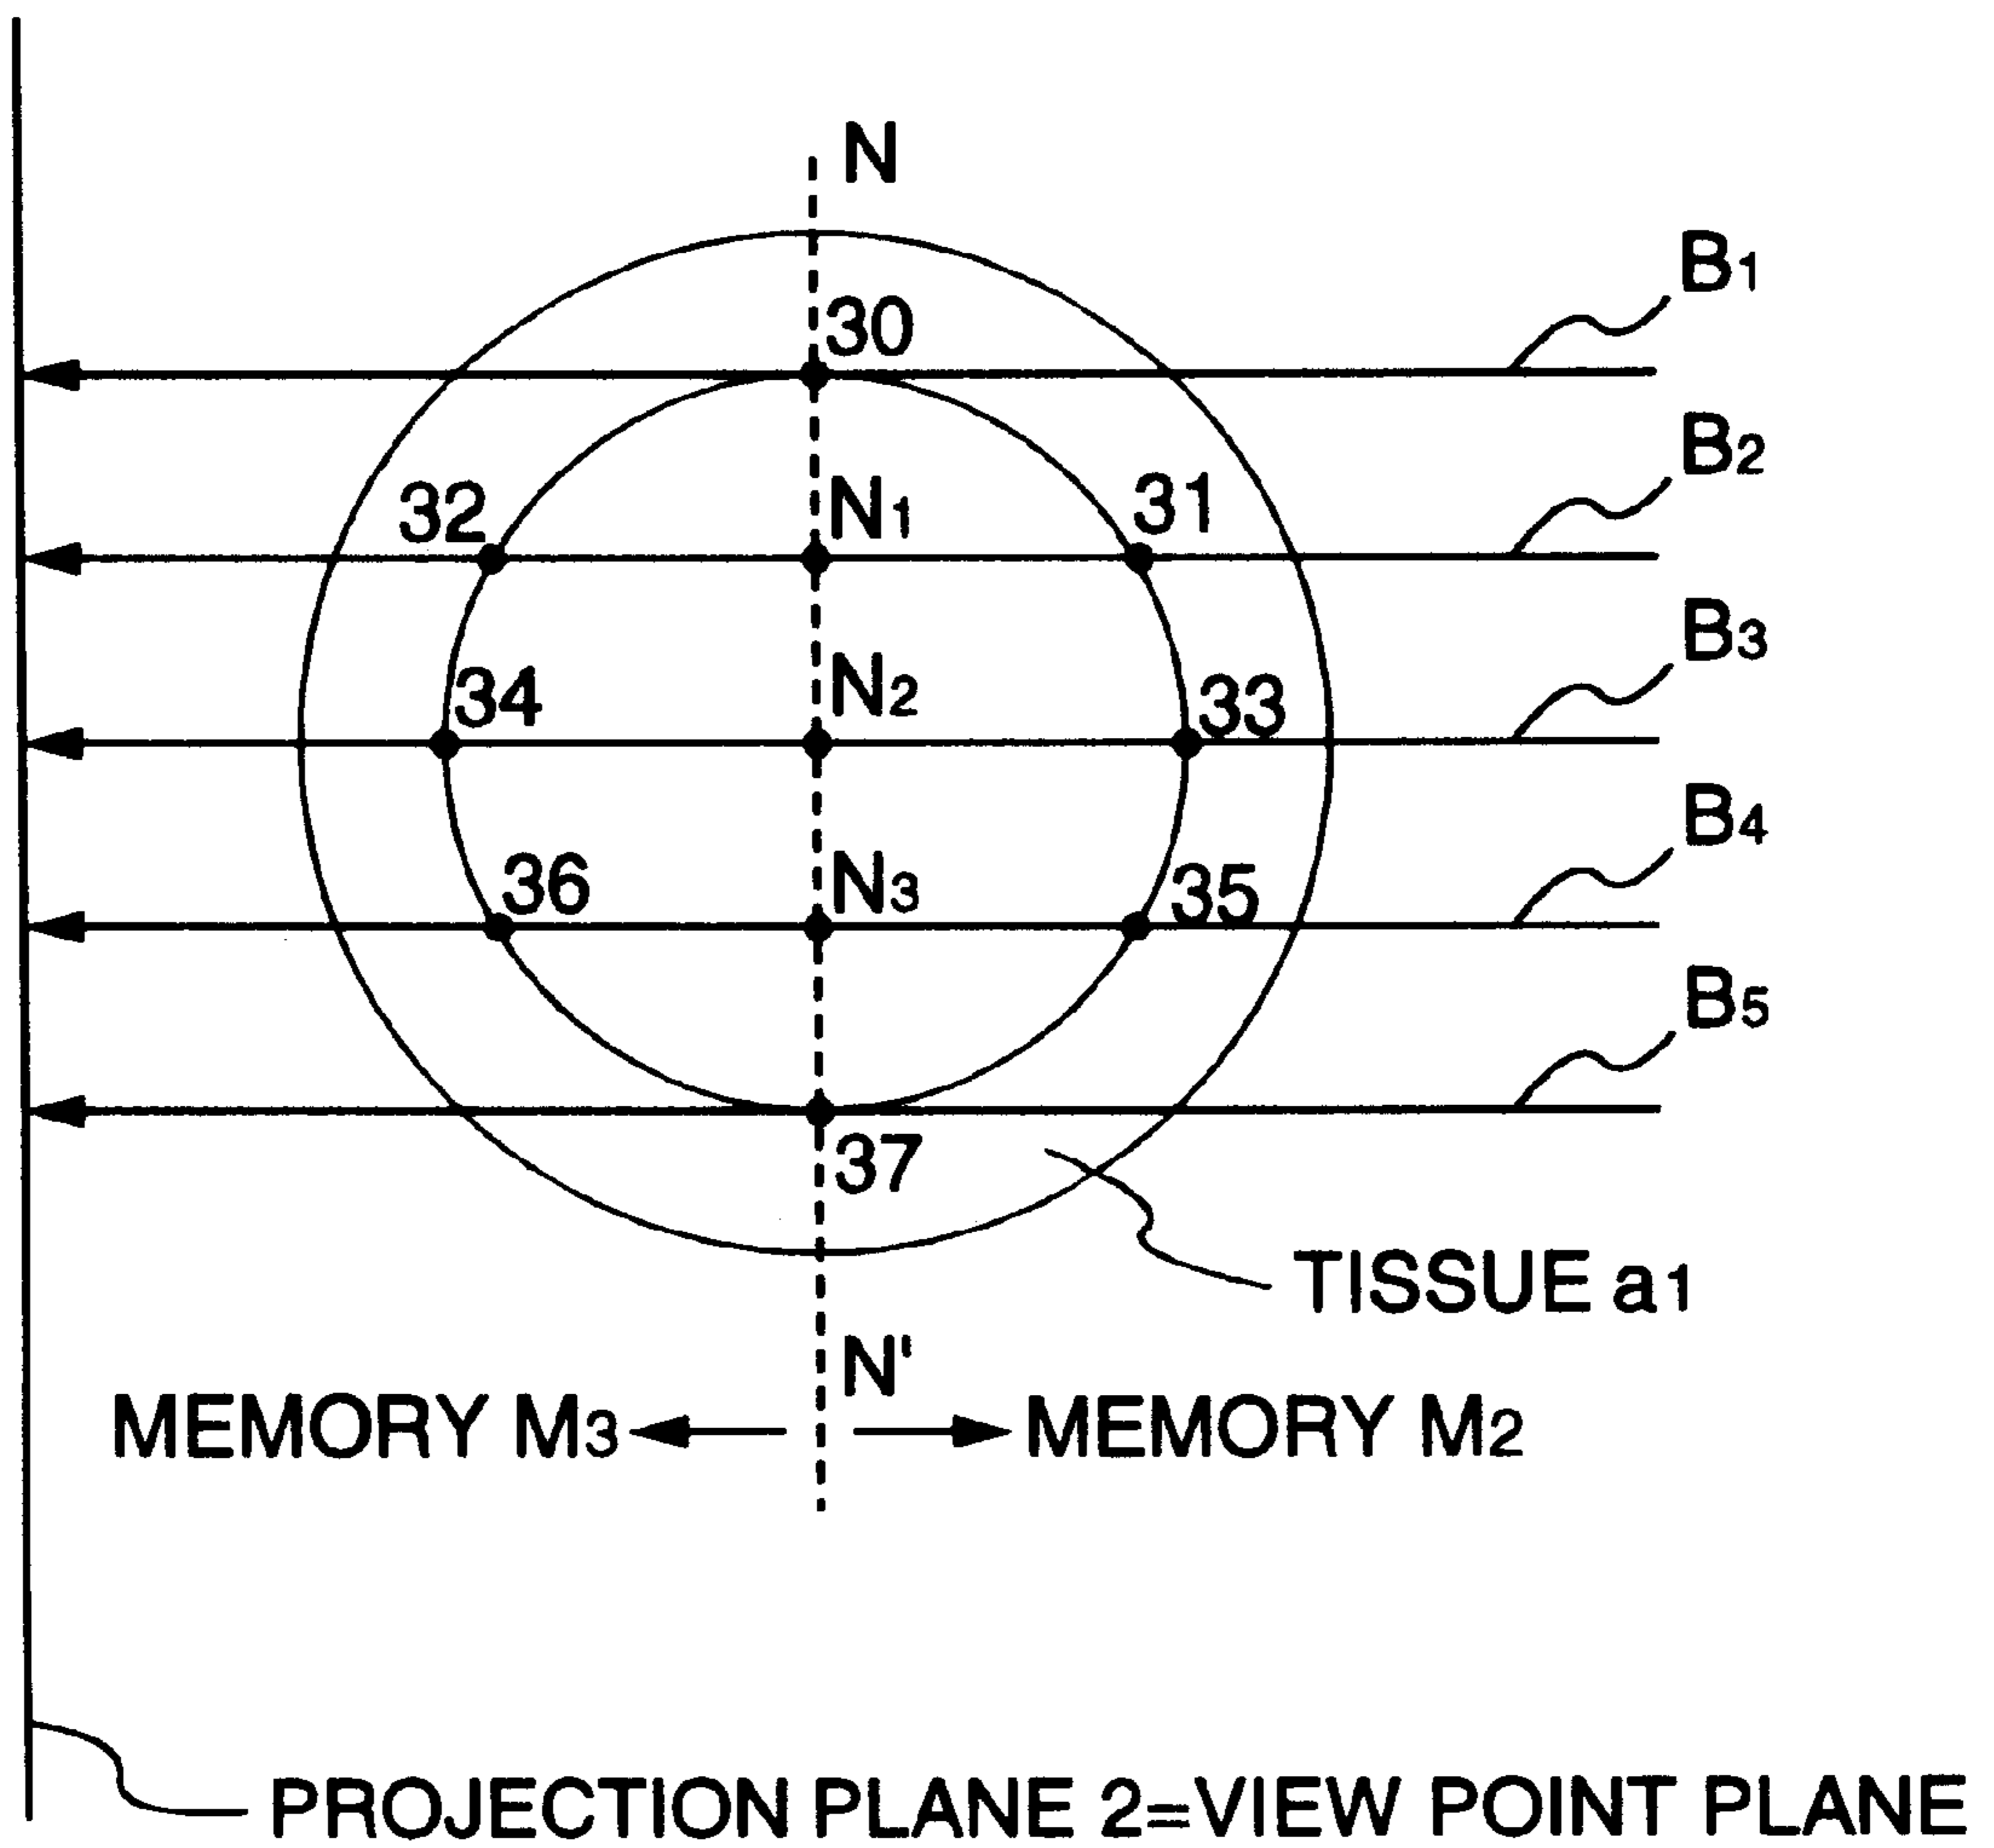 N
B1
30
B2
32
N1
31
B3
34
N2
33
B4
36
N3
35
B5
37
TISSUE a1
N'
MEMORY M3
MEMORY M2
PROJECTION PLANE 2=VIEW POINT PLANE